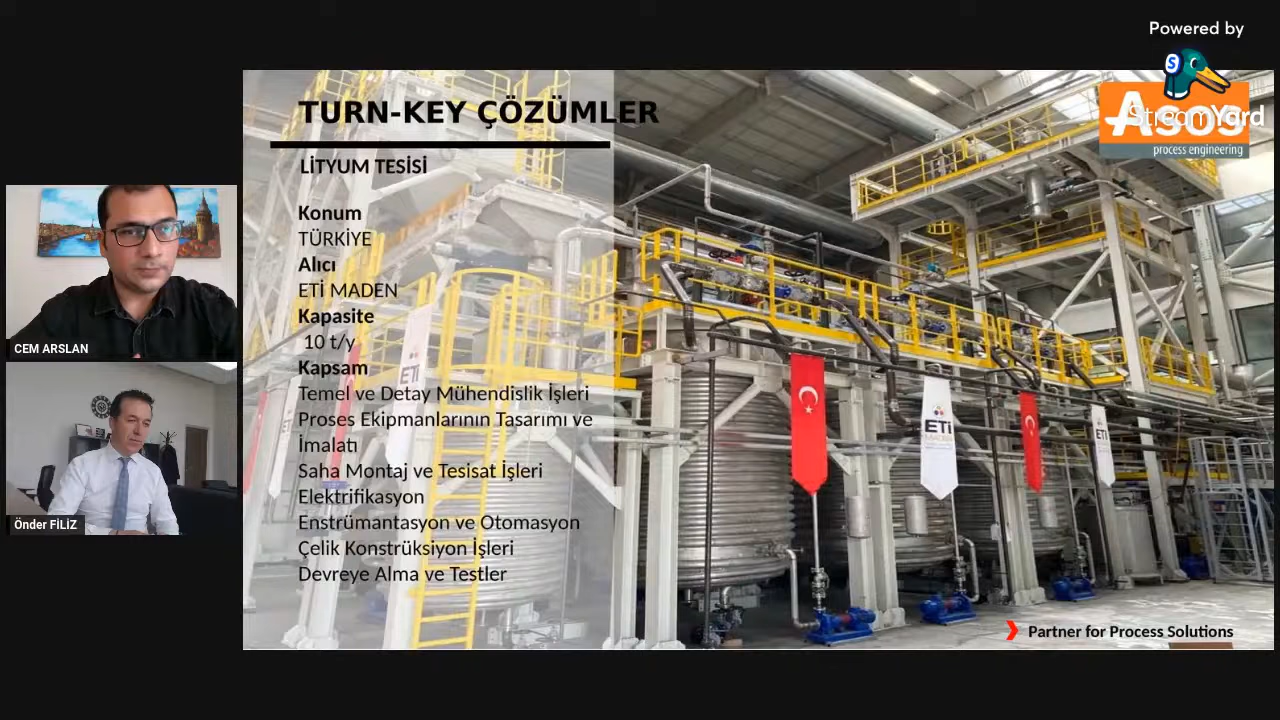 Powered by
StreamYard
Asos
process engineering
TURN-KEY ÇÖZÜMLER
LİTYUM TESİSİ
Konum
TÜRKİYE
Alıcı
ETİ MADEN
Kapasite
10 t/y
Kapsam
Temel ve Detay Mühendislik İşleri
Proses Ekipmanlarının Tasarımı ve
İmalatı
Saha Montaj ve Tesisat İşleri
Elektrifikasyon
Enstrümantasyon ve Otomasyon
Çelik Konstrüksiyon İşleri
Devreye Alma ve Testler
CEM ARSLAN
Önder FİLİZ
ETİ
ETİ
MADEN
ETİ
Partner for Process Solutions